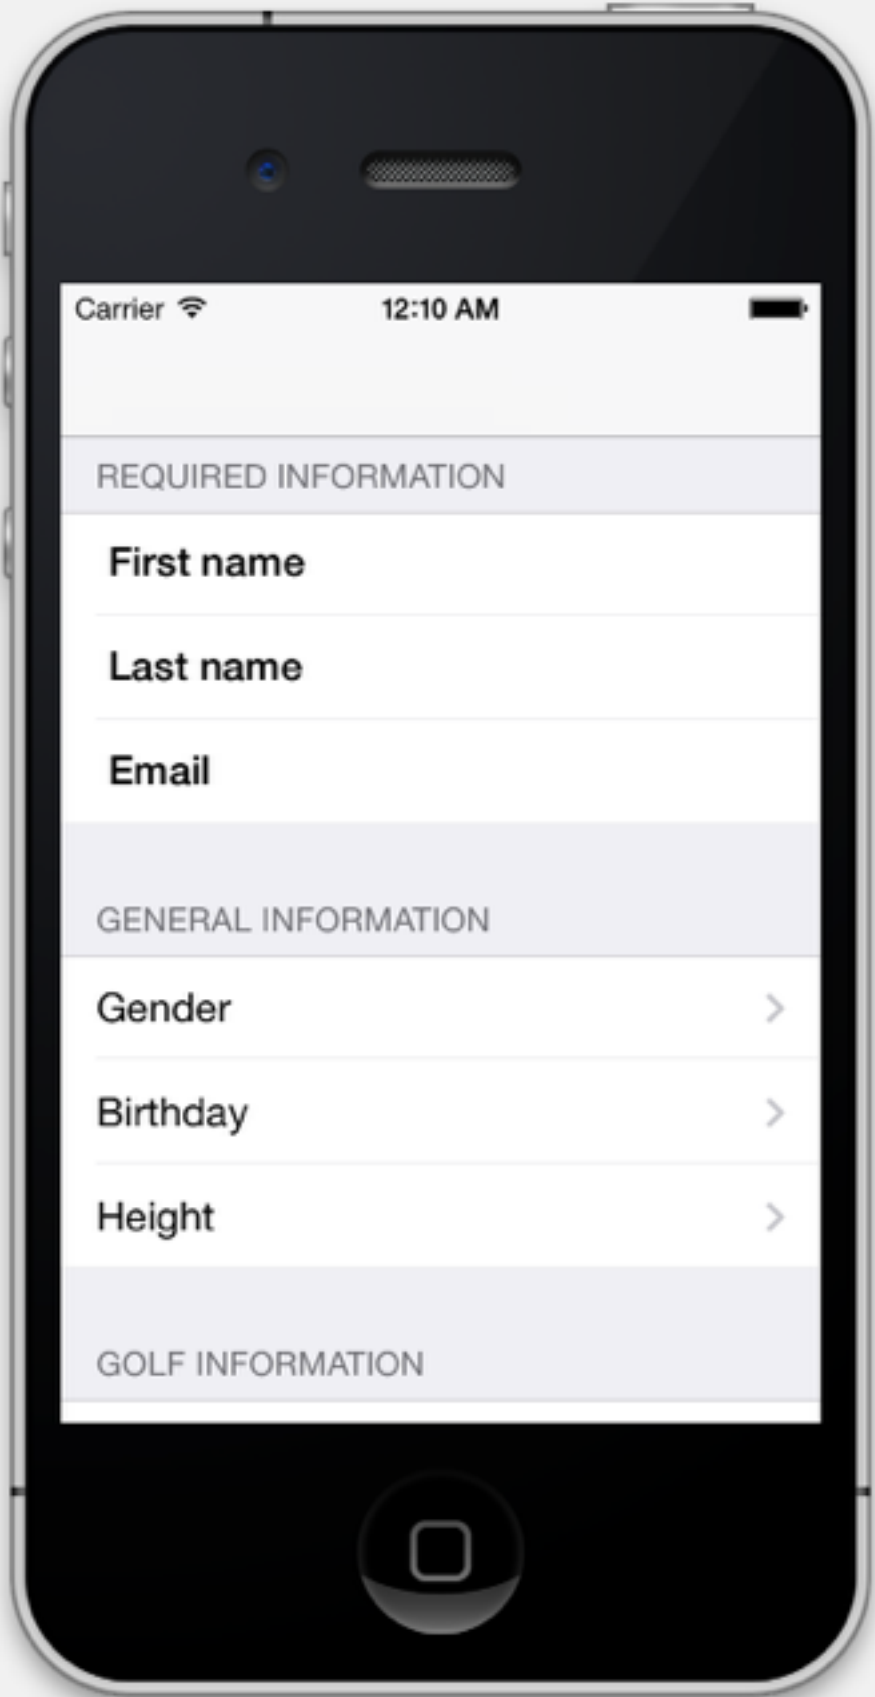 Carrier
12:10 AM
REQUIRED INFORMATION
First name
Last name
Email
GENERAL INFORMATION
Gender
Birthday
Height
GOLF INFORMATION